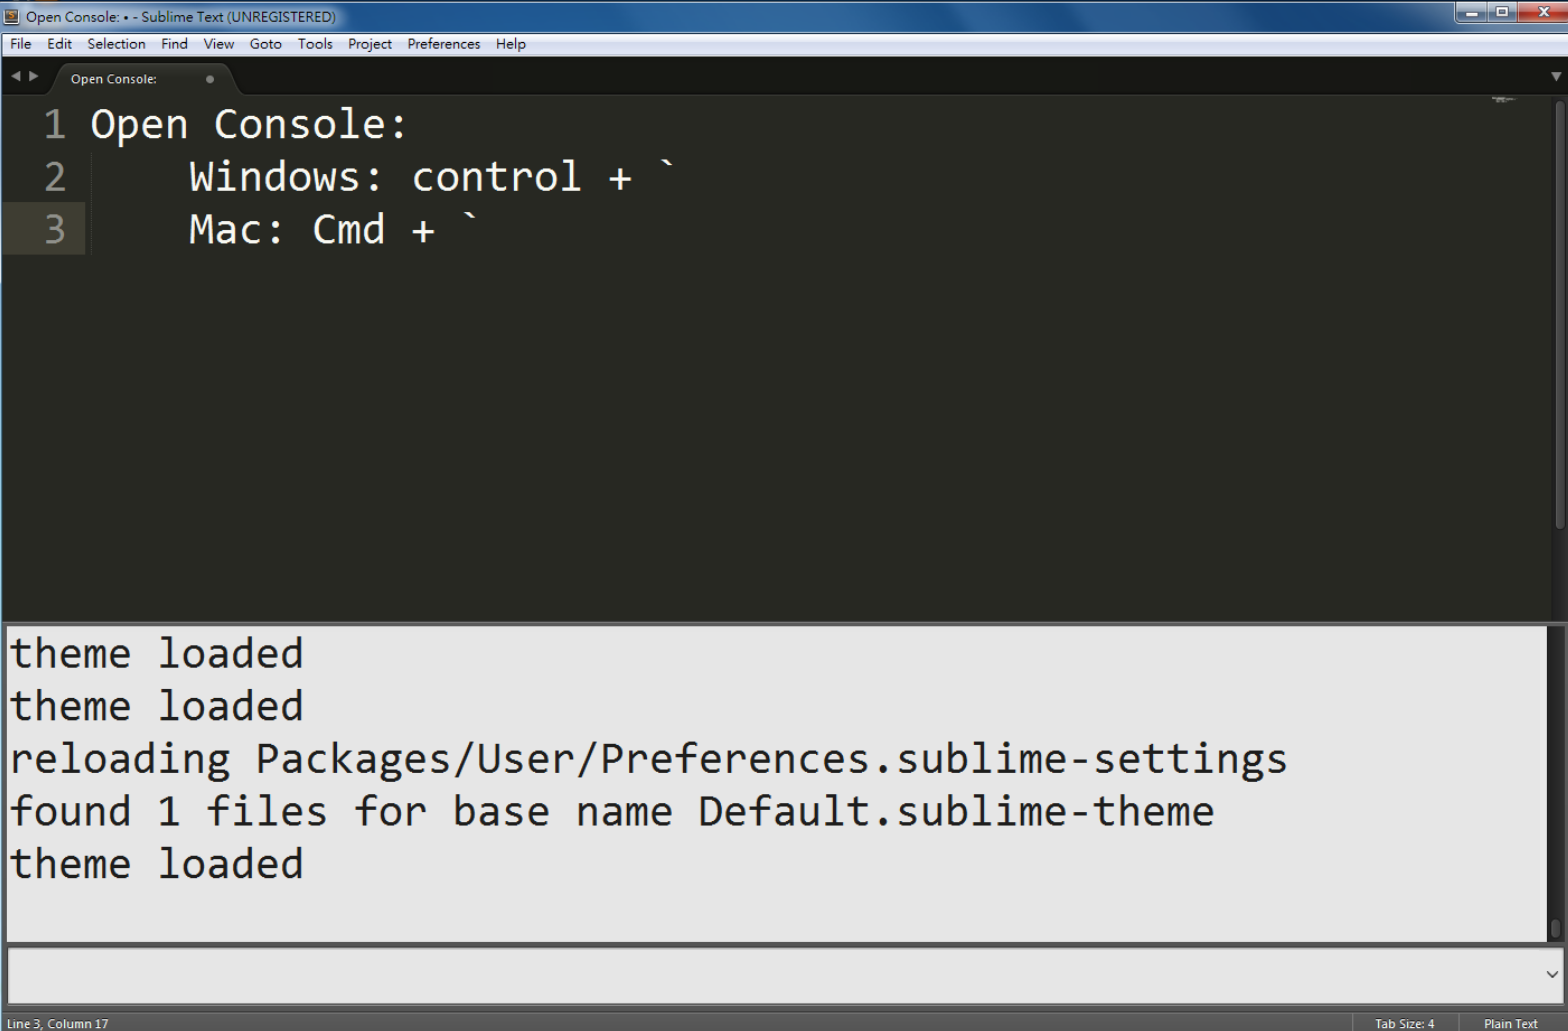 Open Console: • - Sublime Text (UNREGISTERED)
File Edit Selection Find View Goto Tools Project Preferences Help
Open Console:
1 Open Console:
2 Windows: control + `
3 Mac: Cmd + `
theme loaded
theme loaded
reloading Packages/User/Preferences.sublime-settings
found 1 files for base name Default.sublime-theme
theme loaded
Line 3, Column 17 Tab Size: 4 Plain Text